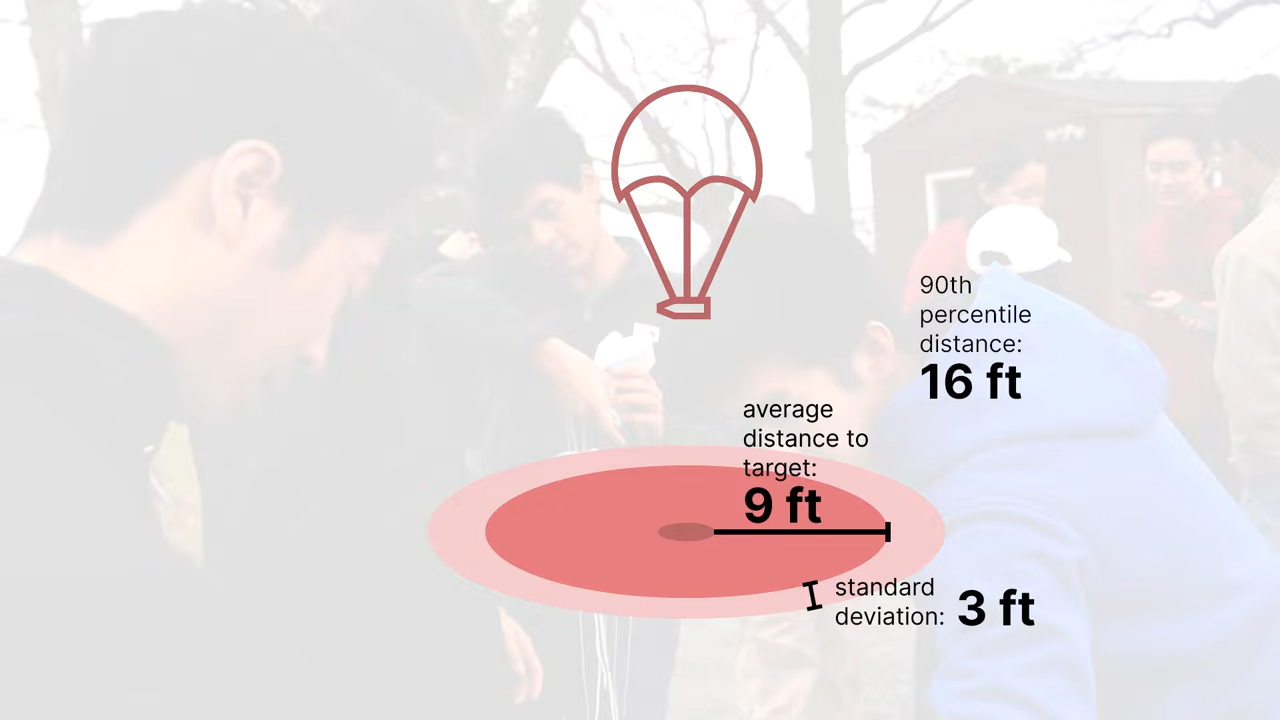 90th
percentile
distance:
16 ft
average
distance to
target:
9 ft
standard
deviation:
3 ft